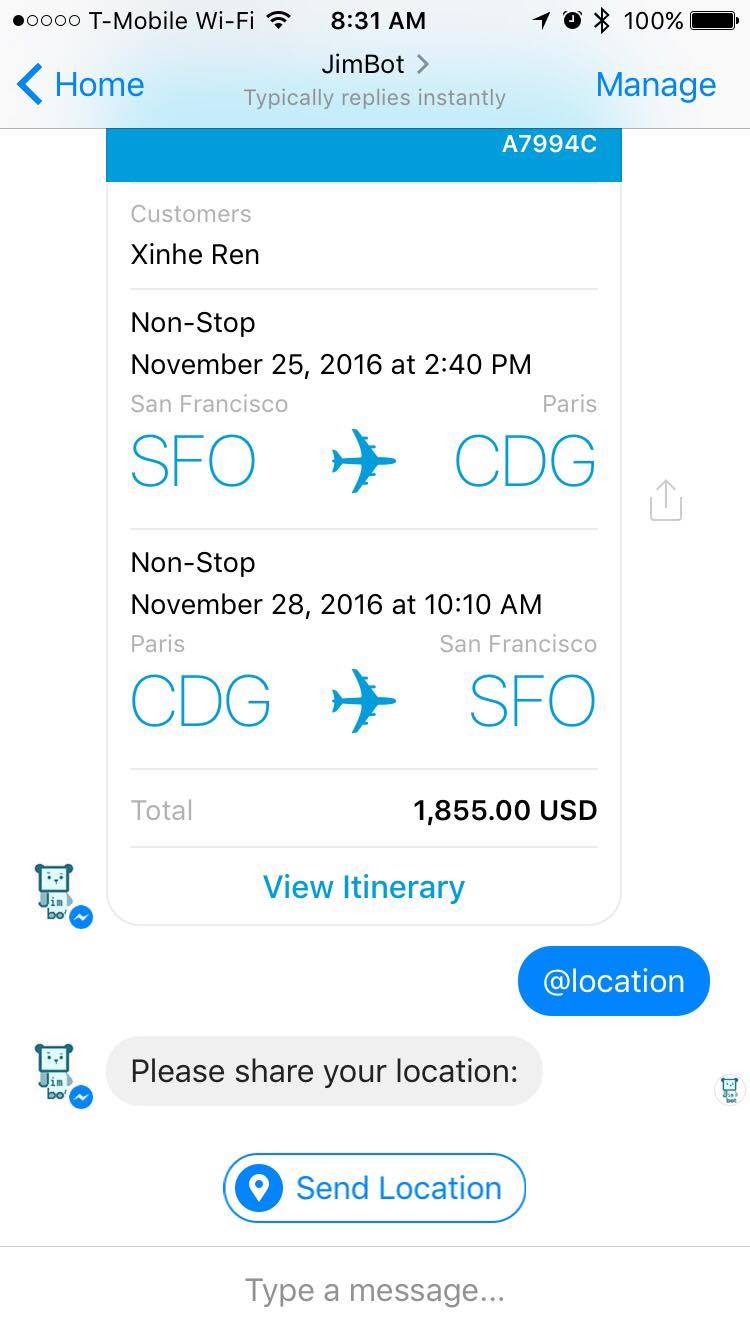 T-Mobile Wi-Fi 8:31 AM 100%
Home JimBot Manage
Typically replies instantly
A7994C
Customers
Xinhe Ren
Non-Stop
November 25, 2016 at 2:40 PM
San Francisco Paris
SFO CDG
Non-Stop
November 28, 2016 at 10:10 AM
Paris San Francisco
CDG SFO
Total 1,855.00 USD
View Itinerary
Jim
bo
@location
Please share your location:
Jim
bo
Send Location
Type a message...